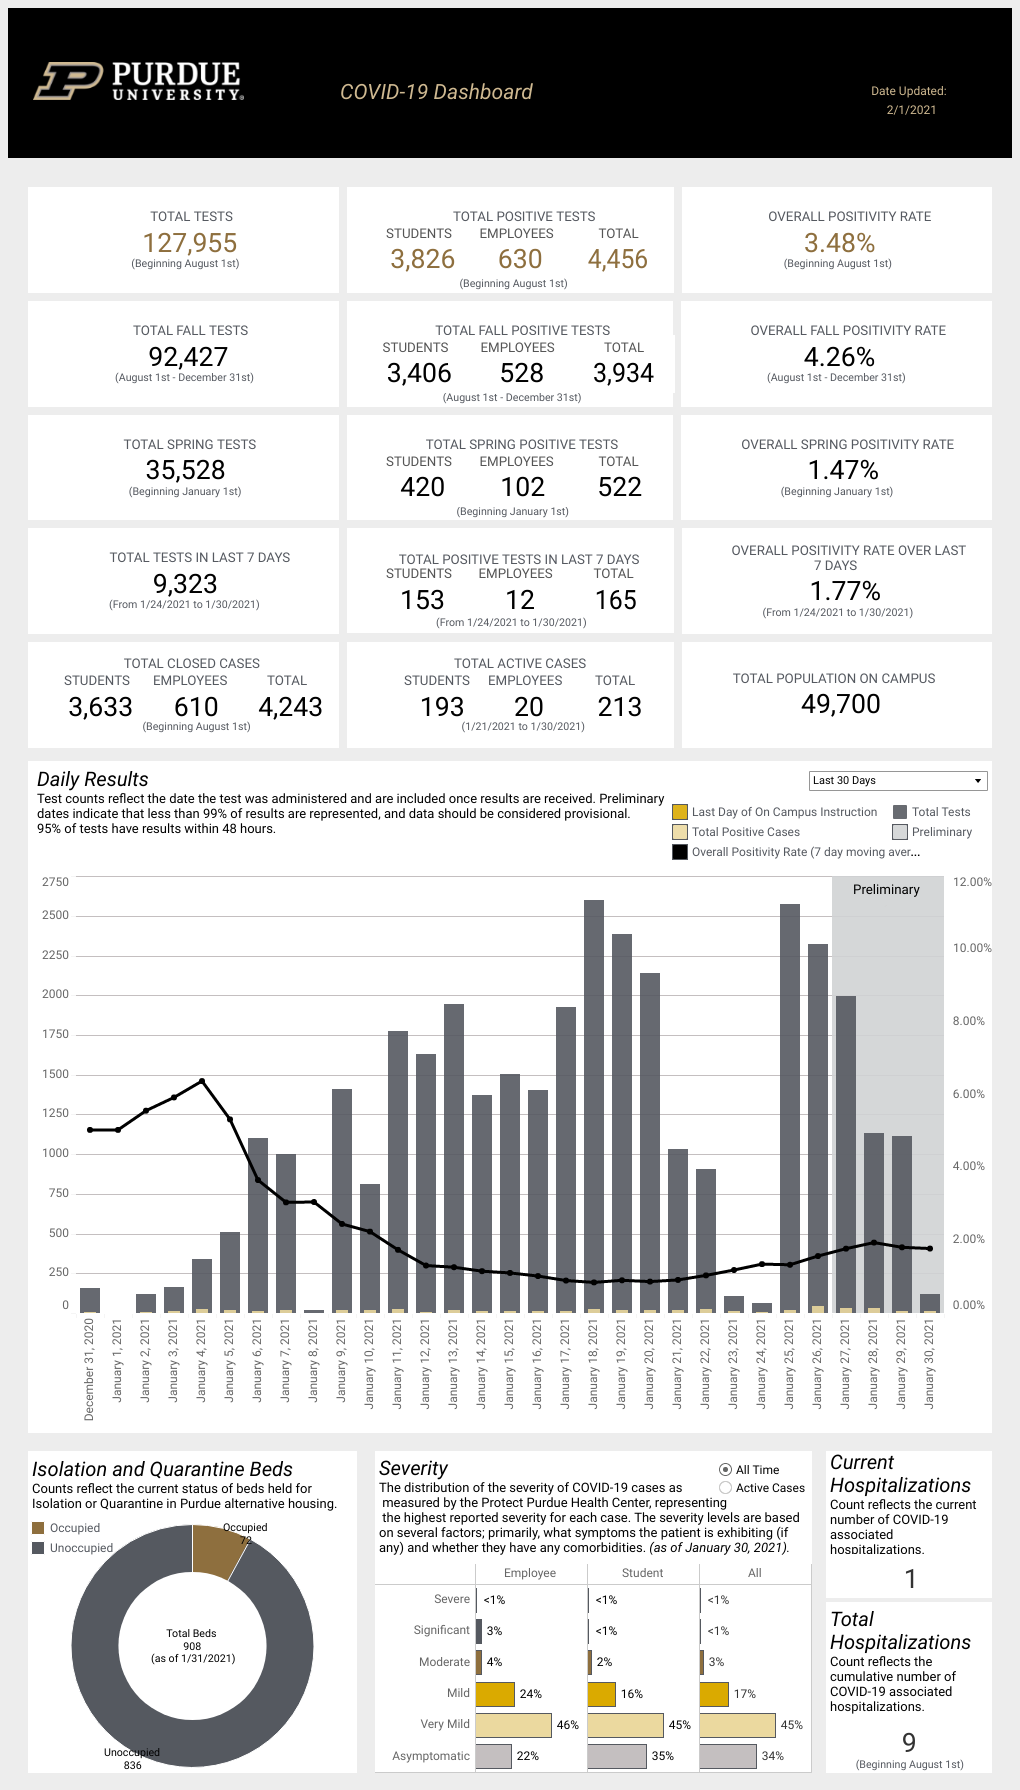 PURDUE
UNIVERSITY®
COVID-19 Dashboard
Date Updated:
2/1/2021
TOTAL TESTS
127,955
(Beginning August 1st)
TOTAL POSITIVE TESTS
STUDENTS EMPLOYEES TOTAL
3,826 630 4,456
(Beginning August 1st)
OVERALL POSITIVITY RATE
3.48%
(Beginning August 1st)
TOTAL FALL TESTS
92,427
(August 1st - December 31st)
TOTAL FALL POSITIVE TESTS
STUDENTS EMPLOYEES TOTAL
3,406 528 3,934
(August 1st - December 31st)
OVERALL FALL POSITIVITY RATE
4.26%
(August 1st - December 31st)
TOTAL SPRING TESTS
35,528
(Beginning January 1st)
TOTAL SPRING POSITIVE TESTS
STUDENTS EMPLOYEES TOTAL
420 102 522
(Beginning January 1st)
OVERALL SPRING POSITIVITY RATE
1.47%
(Beginning January 1st)
TOTAL TESTS IN LAST 7 DAYS
9,323
(From 1/24/2021 to 1/30/2021)
TOTAL POSITIVE TESTS IN LAST 7 DAYS
STUDENTS EMPLOYEES TOTAL
153 12 165
(From 1/24/2021 to 1/30/2021)
OVERALL POSITIVITY RATE OVER LAST
7 DAYS
1.77%
(From 1/24/2021 to 1/30/2021)
TOTAL CLOSED CASES
STUDENTS EMPLOYEES TOTAL
3,633 610 4,243
(Beginning August 1st)
TOTAL ACTIVE CASES
STUDENTS EMPLOYEES TOTAL
193 20 213
(1/21/2021 to 1/30/2021)
TOTAL POPULATION ON CAMPUS
49,700
Daily Results
Test counts reflect the date the test was administered and are included once results are received. Preliminary
dates indicate that less than 99% of results are represented, and data should be considered provisional.
95% of tests have results within 48 hours.
Last 30 Days
Last Day of On Campus Instruction
Total Tests
Total Positive Cases
Preliminary
Overall Positivity Rate (7 day moving aver...
Preliminary
2750
2500
2250
2000
1750
1500
1250
1000
750
500
250
0
12.00%
10.00%
8.00%
6.00%
4.00%
2.00%
0.00%
December 31, 2020
January 1, 2021
January 2, 2021
January 3, 2021
January 4, 2021
January 5, 2021
January 6, 2021
January 7, 2021
January 8, 2021
January 9, 2021
January 10, 2021
January 11, 2021
January 12, 2021
January 13, 2021
January 14, 2021
January 15, 2021
January 16, 2021
January 17, 2021
January 18, 2021
January 19, 2021
January 20, 2021
January 21, 2021
January 22, 2021
January 23, 2021
January 24, 2021
January 25, 2021
January 26, 2021
January 27, 2021
January 28, 2021
January 29, 2021
January 30, 2021
Isolation and Quarantine Beds
Counts reflect the current status of beds held for
Isolation or Quarantine in Purdue alternative housing.
Occupied
Unoccupied
Occupied
72
Total Beds
908
(as of 1/31/2021)
Unoccupied
836
Severity
All Time
Active Cases
The distribution of the severity of COVID-19 cases as
measured by the Protect Purdue Health Center, representing
the highest reported severity for each case. The severity levels are based
on several factors; primarily, what symptoms the patient is exhibiting (if
any) and whether they have any comorbidities. (as of January 30, 2021).
Employee Student All
Severe <1% <1% <1%
Significant 3% <1% <1%
Moderate 4% 2% 3%
Mild 24% 16% 17%
Very Mild 46% 45% 45%
Asymptomatic 22% 35% 34%
Current
Hospitalizations
Count reflects the current
number of COVID-19
associated
hospitalizations.
1
Total
Hospitalizations
Count reflects the
cumulative number of
COVID-19 associated
hospitalizations.
9
(Beginning August 1st)